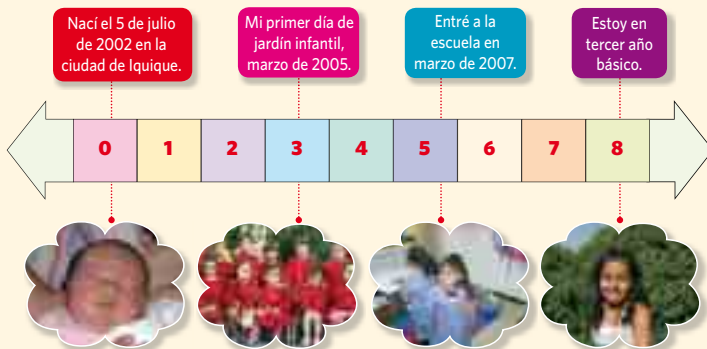 Nací el 5 de julio
de 2002 en la
ciudad de Iquique.
Mi primer día de
jardín infantil,
marzo de 2005.
Entré a la
escuela en
marzo de 2007.
Estoy en
tercer año
básico.
0 1 2 3 4 5 6 7 8